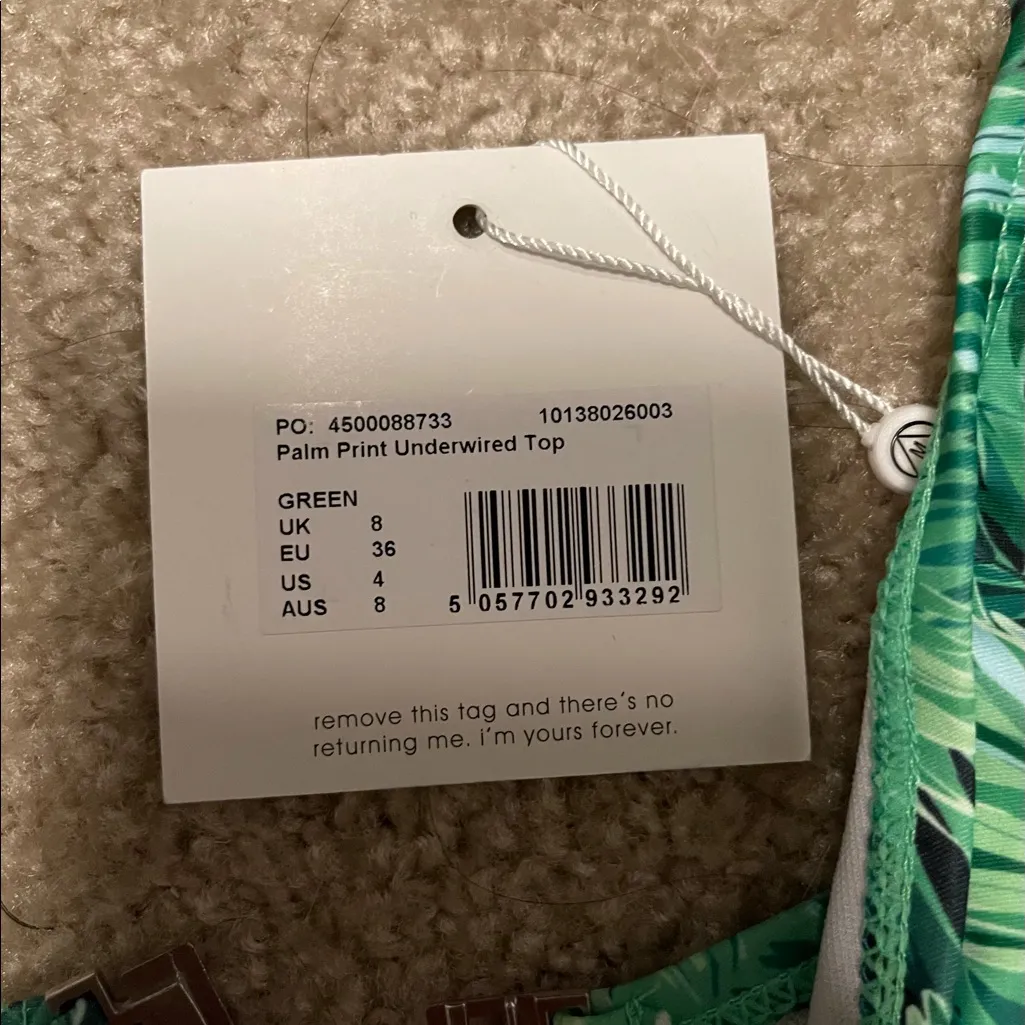 PO: 4500088733 10138026003
Palm Print Underwired Top
GREEN
UK 8
EU 36
US 4
AUS 8
5 057702 933292
remove this tag and there's no
returning me. i'm yours forever.
M